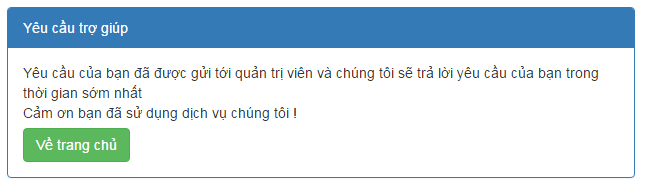 Yêu cầu trợ giúp
Yêu cầu của bạn đã được gửi tới quản trị viên và chúng tôi sẽ trả lời yêu cầu của bạn trong
thời gian sớm nhất
Cảm ơn bạn đã sử dụng dịch vụ chúng tôi !
Về trang chủ